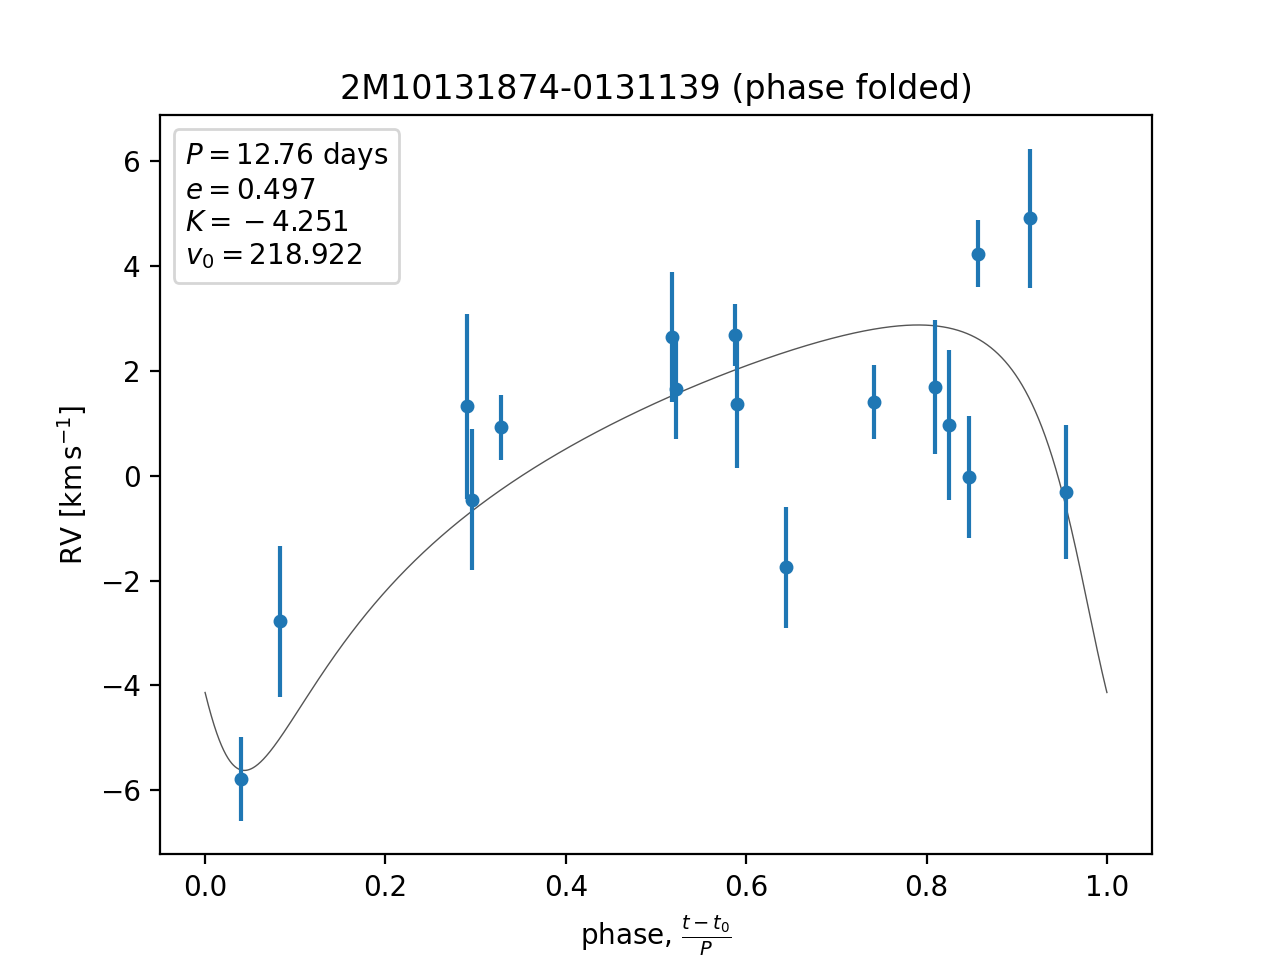 2M10131874-0131139 (phase folded)
P = 12.76 days
e = 0.497
K = −4.251
v₀ = 218.922
6
4
2
0
−2
−4
−6
RV [km s⁻¹]
0.0 0.2 0.4 0.6 0.8 1.0
phase, (t − t₀)/P